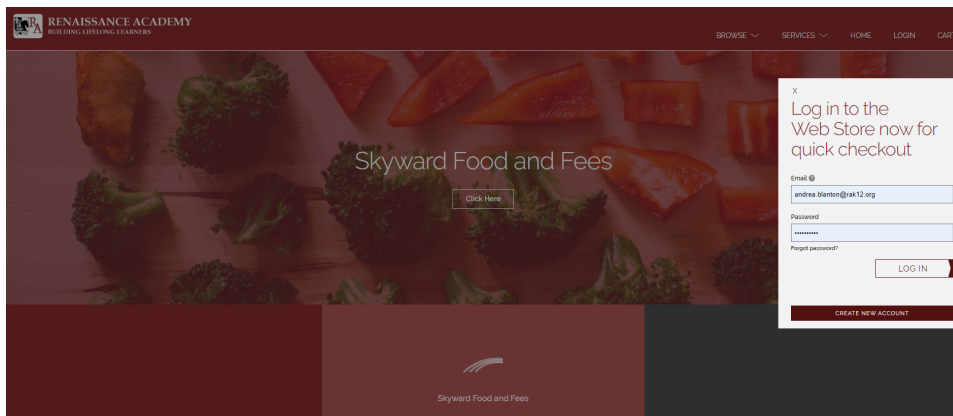 RA
RENAISSANCE ACADEMY
BUILDING LIFELONG LEARNERS
BROWSE
SERVICES
HOME
LOGIN
CART
X
Log in to the
Web Store now for
quick checkout
Skyward Food and Fees
Click Here
Email ?
andrea.blanton@rak12.org
Password
••••••••••
Forgot password?
LOG IN
CREATE NEW ACCOUNT
Skyward Food and Fees